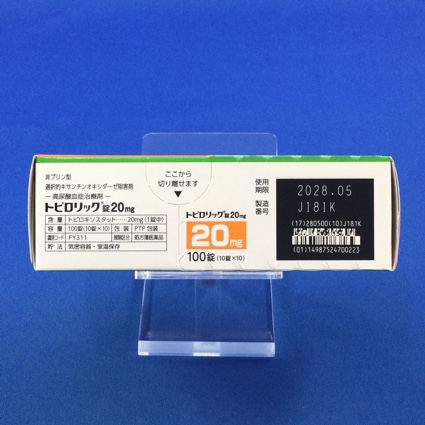 非プリン型
選択的キサンチンオキシダーゼ阻害剤
―高尿酸血症治療剤―
トピロリック錠20mg
含 量 トピロキソスタット……20mg(1錠中)
容 量 100錠(10錠×10) 包 装 PTP包装
識別コード FY311 規制区分 処方箋医薬品
貯 法 気密容器・室温保存
ここから
切り離せます
▼
トピロリック錠20mg
20mg
100錠(10錠×10)
使用
期限
2028.05
製造
番号
J181K
(17)280500(10)J181K
(01)14987524700223